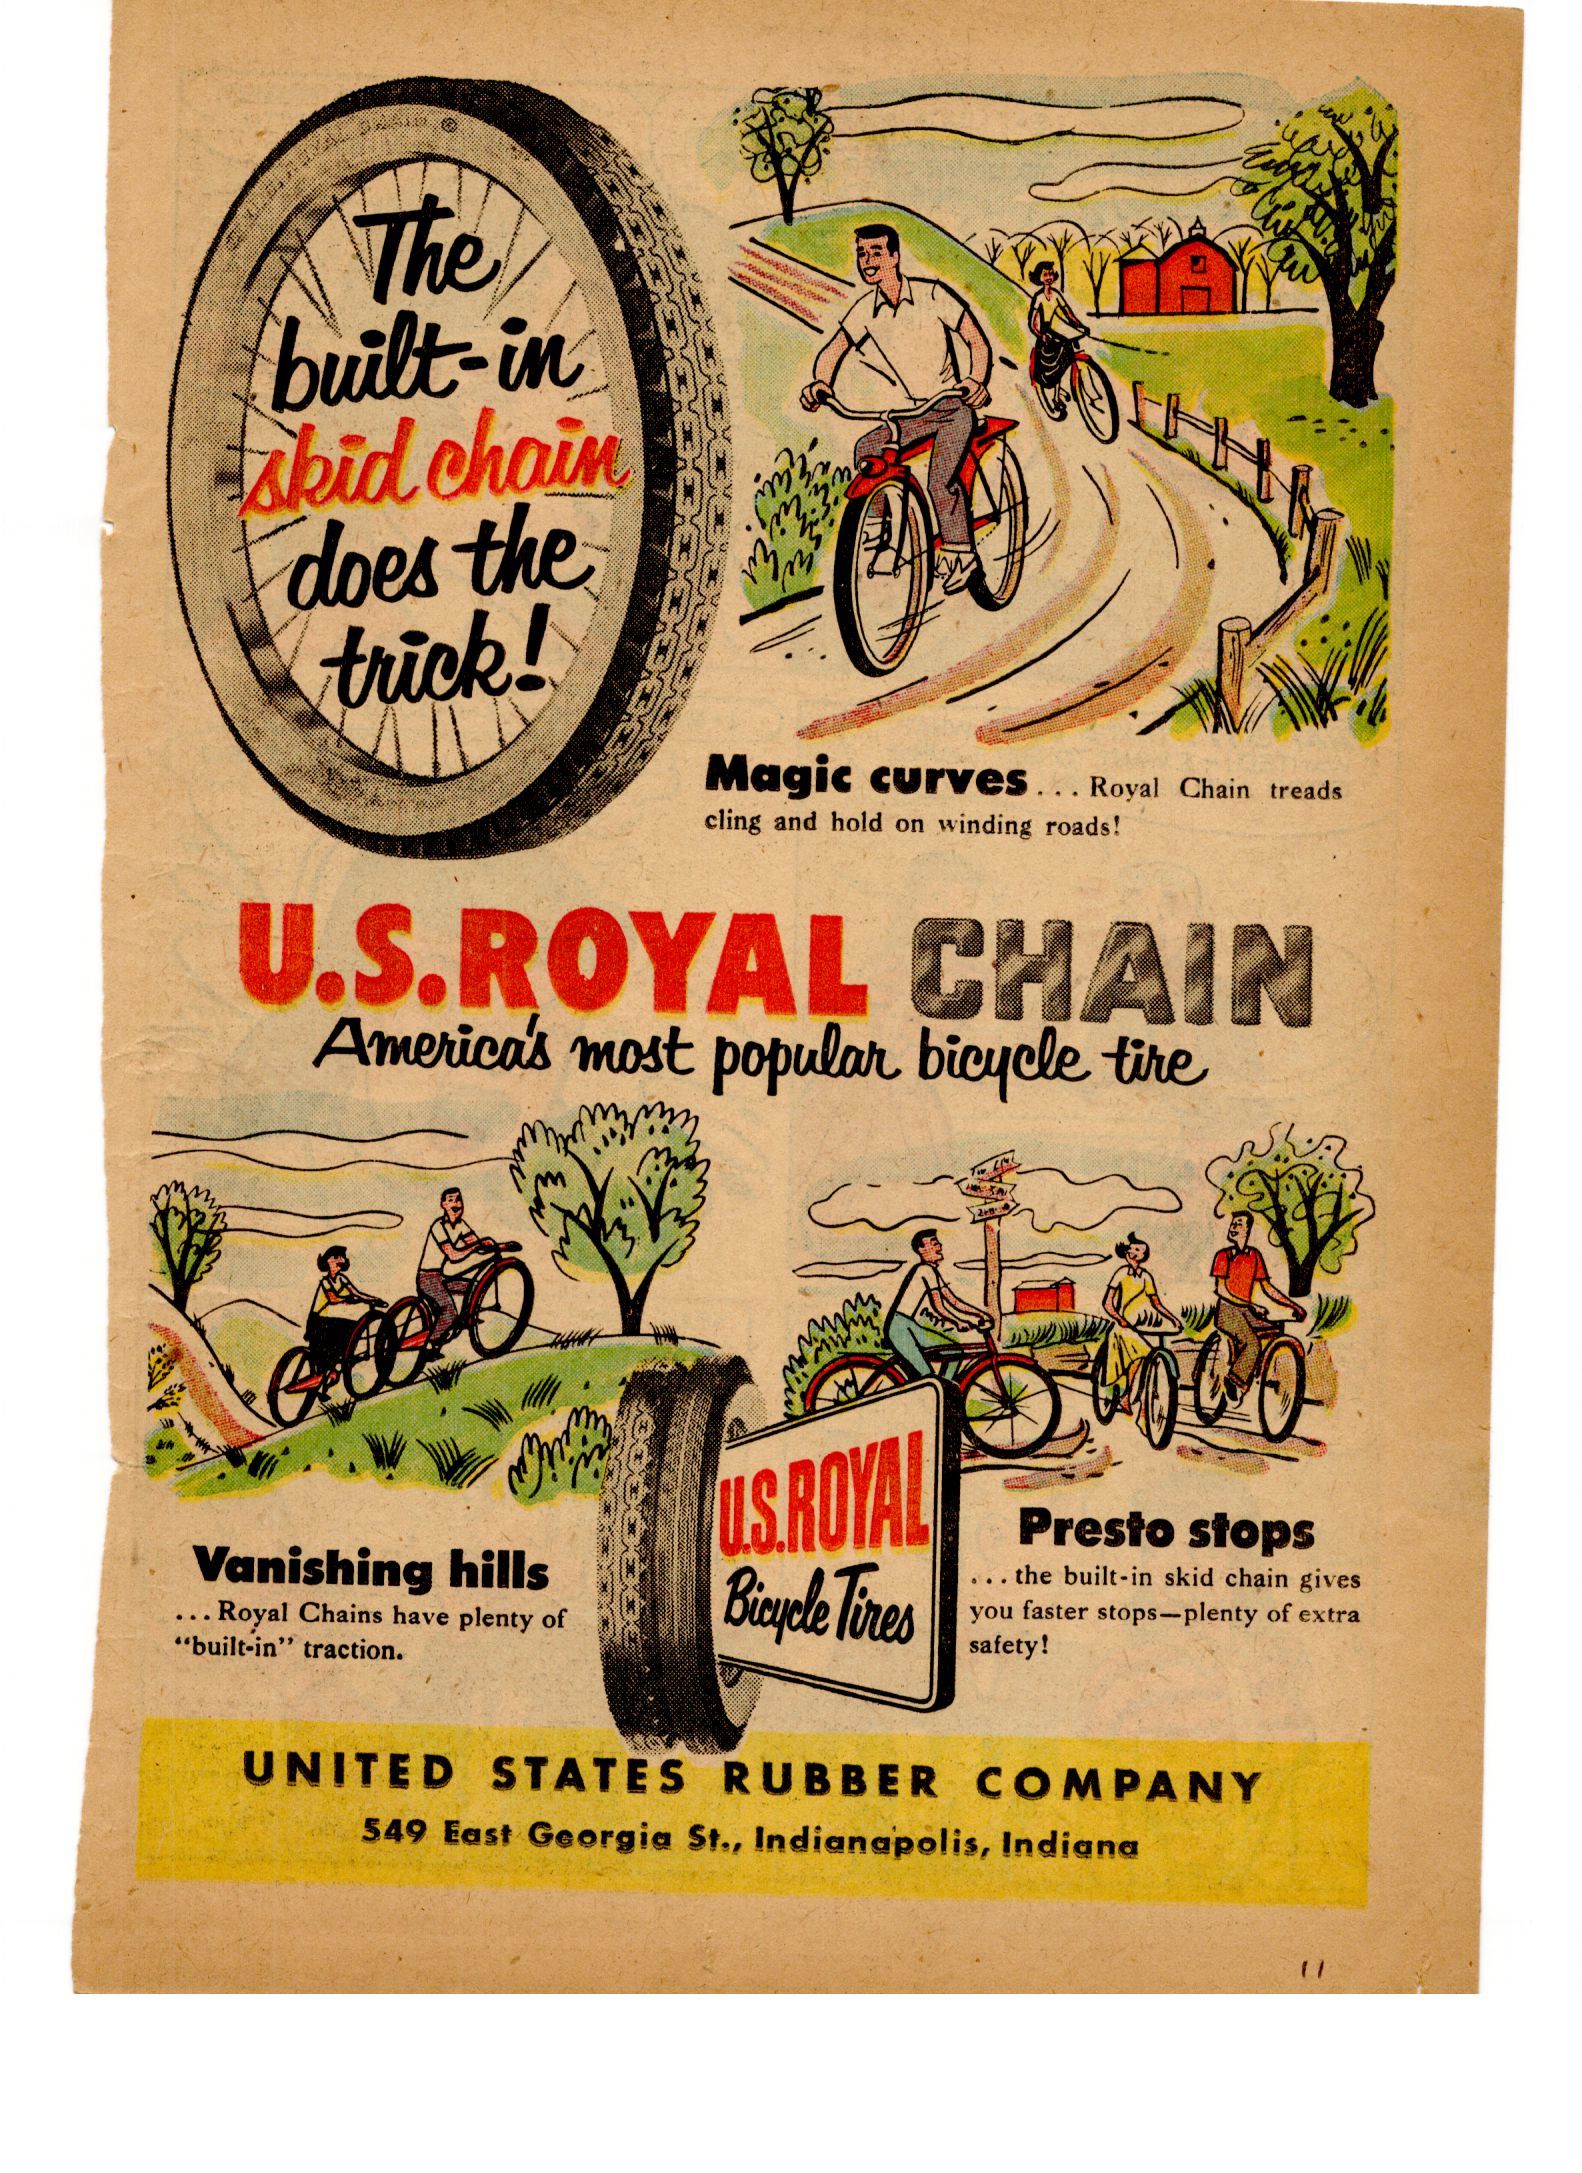 The
built-in
skid chain
does the
trick!
Magic curves... Royal Chain treads
cling and hold on winding roads!
U.S. ROYAL CHAIN
America's most popular bicycle tire
Vanishing hills
...Royal Chains have plenty of
“built-in” traction.
U.S. ROYAL
Bicycle Tires
Presto stops
...the built-in skid chain gives
you faster stops—plenty of extra
safety!
UNITED STATES RUBBER COMPANY
549 East Georgia St., Indianapolis, Indiana
11